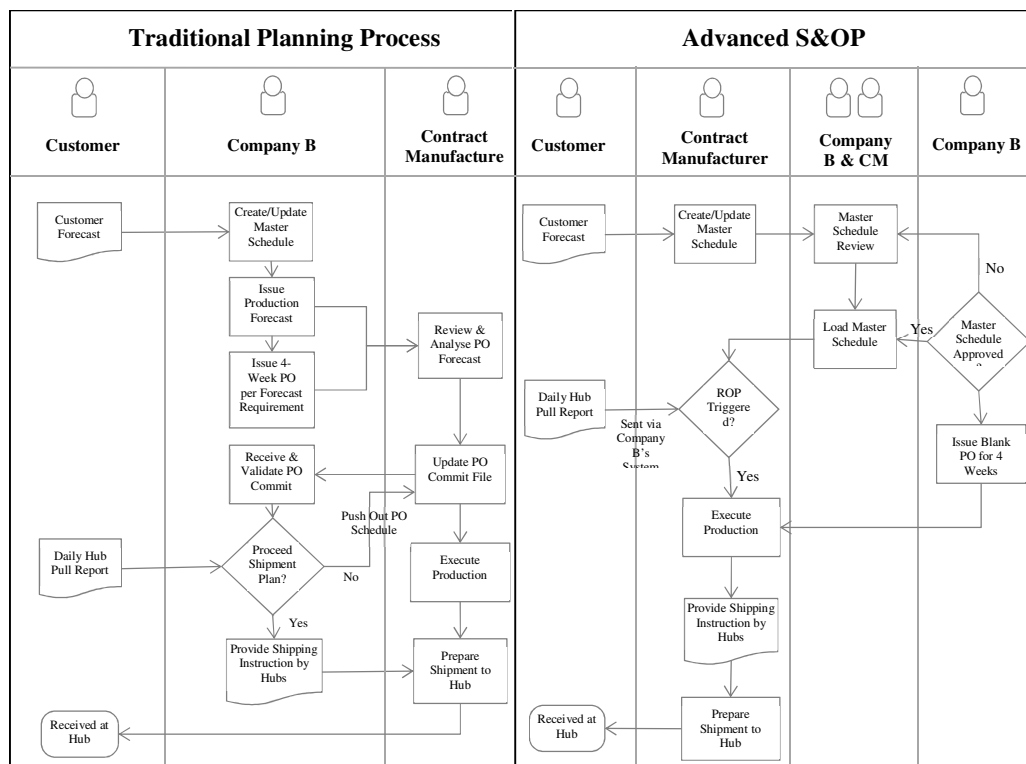 Traditional Planning Process
Advanced S&OP
Customer
Company B
Contract
Manufacture
Customer
Contract
Manufacturer
Company
B & CM
Company B
Customer
Forecast
Create/Update
Master
Schedule
Issue
Production
Forecast
Issue 4-
Week PO
per Forecast
Requirement
Review &
Analyse PO
Forecast
Receive &
Validate PO
Commit
Update PO
Commit File
Push Out PO
Schedule
Daily Hub
Pull Report
Proceed
Shipment
Plan?
No
Yes
Execute
Production
Provide Shipping
Instruction by
Hubs
Prepare
Shipment to
Hub
Received at
Hub
Customer
Forecast
Create/Update
Master
Schedule
Master
Schedule
Review
No
Load Master
Schedule
Yes
Master
Schedule
Approved
?
Daily Hub
Pull Report
Sent via
Company
B's
System
ROP
Triggere
d?
Yes
Issue Blank
PO for 4
Weeks
Execute
Production
Provide Shipping
Instruction by
Hubs
Prepare
Shipment to
Hub
Received at
Hub